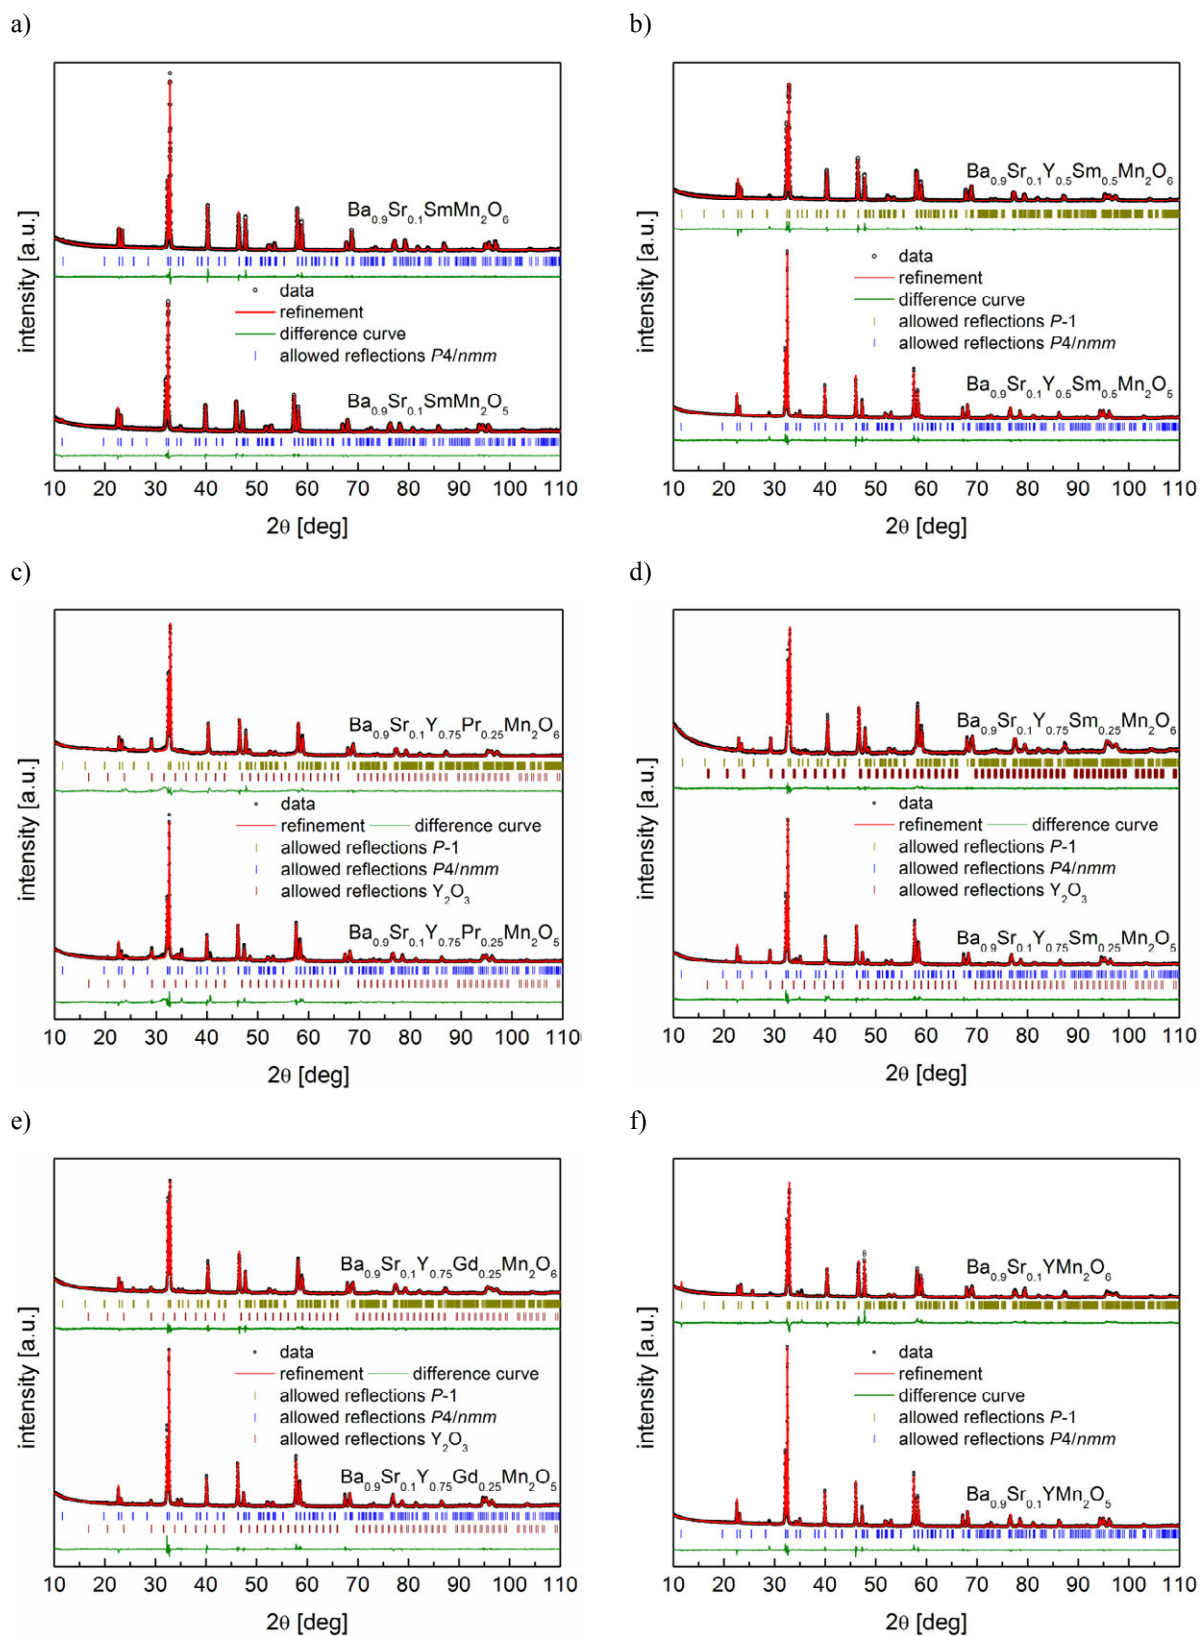 a)
intensity [a.u.]
Ba0.9Sr0.1SmMn2O6
data
refinement
difference curve
allowed reflections P4/nmm
Ba0.9Sr0.1SmMn2O5
10 20 30 40 50 60 70 80 90 100 110
2θ [deg]
b)
intensity [a.u.]
Ba0.9Sr0.1Y0.5Sm0.5Mn2O6
data
refinement
difference curve
allowed reflections P-1
allowed reflections P4/nmm
Ba0.9Sr0.1Y0.5Sm0.5Mn2O5
10 20 30 40 50 60 70 80 90 100 110
2θ [deg]
c)
intensity [a.u.]
Ba0.9Sr0.1Y0.75Pr0.25Mn2O6
data
refinement difference curve
allowed reflections P-1
allowed reflections P4/nmm
allowed reflections Y2O3
Ba0.9Sr0.1Y0.75Pr0.25Mn2O5
10 20 30 40 50 60 70 80 90 100 110
2θ [deg]
d)
intensity [a.u.]
Ba0.9Sr0.1Y0.75Sm0.25Mn2O6
data
refinement difference curve
allowed reflections P-1
allowed reflections P4/nmm
allowed reflections Y2O3
Ba0.9Sr0.1Y0.75Sm0.25Mn2O5
10 20 30 40 50 60 70 80 90 100 110
2θ [deg]
e)
intensity [a.u.]
Ba0.9Sr0.1Y0.75Gd0.25Mn2O6
data
refinement difference curve
allowed reflections P-1
allowed reflections P4/nmm
allowed reflections Y2O3
Ba0.9Sr0.1Y0.75Gd0.25Mn2O5
10 20 30 40 50 60 70 80 90 100 110
2θ [deg]
f)
intensity [a.u.]
Ba0.9Sr0.1YMn2O6
data
refinement
difference curve
allowed reflections P-1
allowed reflections P4/nmm
Ba0.9Sr0.1YMn2O5
10 20 30 40 50 60 70 80 90 100 110
2θ [deg]